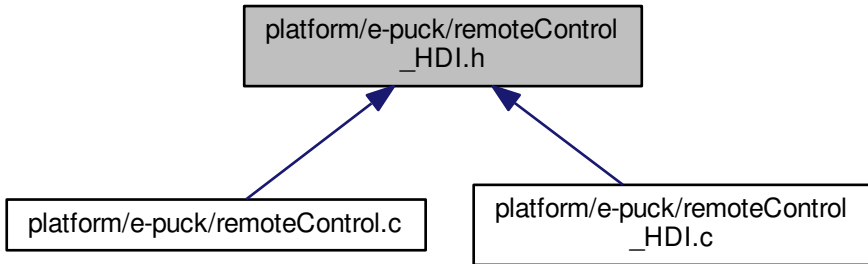 platform/e-puck/remoteControl
_HDI.h
platform/e-puck/remoteControl.c
platform/e-puck/remoteControl
_HDI.c